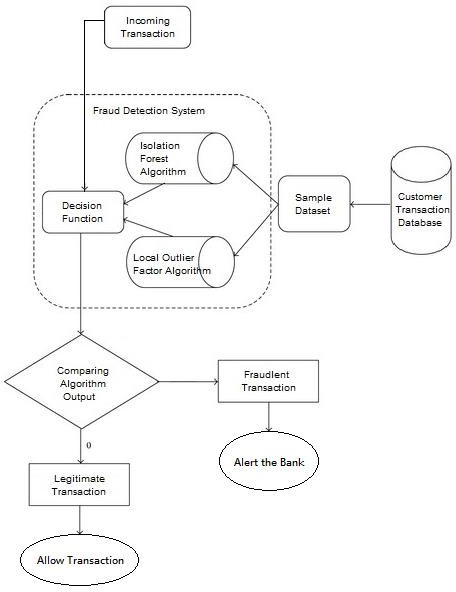 Incoming
Transaction
Fraud Detection System
Isolation
Forest
Algorithm
Decision
Function
Sample
Dataset
Customer
Transaction
Database
Local Outlier
Factor Algorithm
Comparing
Algorithm
Output
Fraudlent
Transaction
0
Alert the Bank
Legitimate
Transaction
Allow Transaction